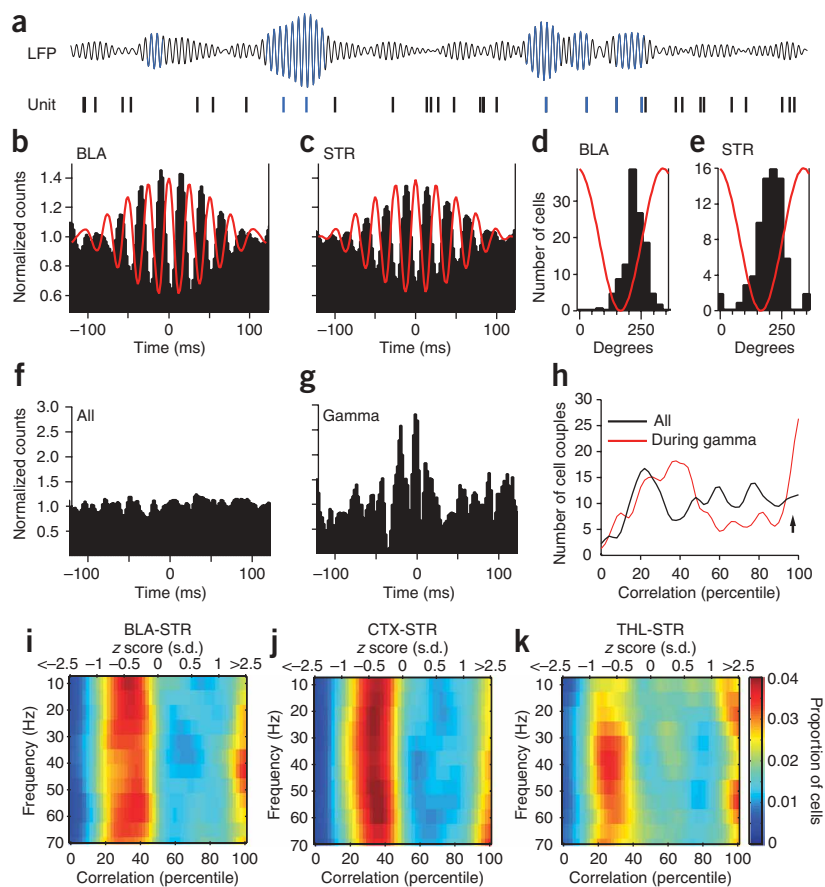 a
LFP
Unit
b
BLA
Normalized counts
1.4
1.2
1.0
0.8
0.6
−100
0
100
Time (ms)
c
STR
−100
0
100
Time (ms)
d
BLA
Number of cells
30
20
10
0
0
250
Degrees
e
STR
16
12
8
4
0
0
250
Degrees
f
All
Normalized counts
3.0
2.5
2.0
1.5
1.0
0.5
−100
0
100
Time (ms)
g
Gamma
−100
0
100
Time (ms)
h
All
During gamma
Number of cell couples
30
25
20
15
10
5
0
0 20 40 60 80 100
Correlation (percentile)
i
BLA-STR
z score (s.d.)
<−2.5 −1 −0.5 0 0.5 1 >2.5
Frequency (Hz)
10
20
30
40
50
60
70
0 20 40 60 80 100
Correlation (percentile)
j
CTX-STR
z score (s.d.)
<−2.5 −1 −0.5 0 0.5 1 >2.5
Frequency (Hz)
10
20
30
40
50
60
70
0 20 40 60 80 100
Correlation (percentile)
k
THL-STR
z score (s.d.)
<−2.5 −1 −0.5 0 0.5 1 >2.5
Frequency (Hz)
10
20
30
40
50
60
70
0 20 40 60 80 100
Correlation (percentile)
0.04
0.03
0.02
0.01
0
Proportion of cells